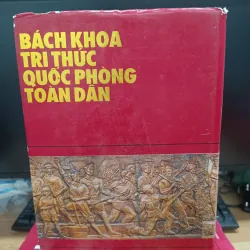 BÁCH KHOA
TRI THỨC
QUỐC PHÒNG
TOÀN DÂN